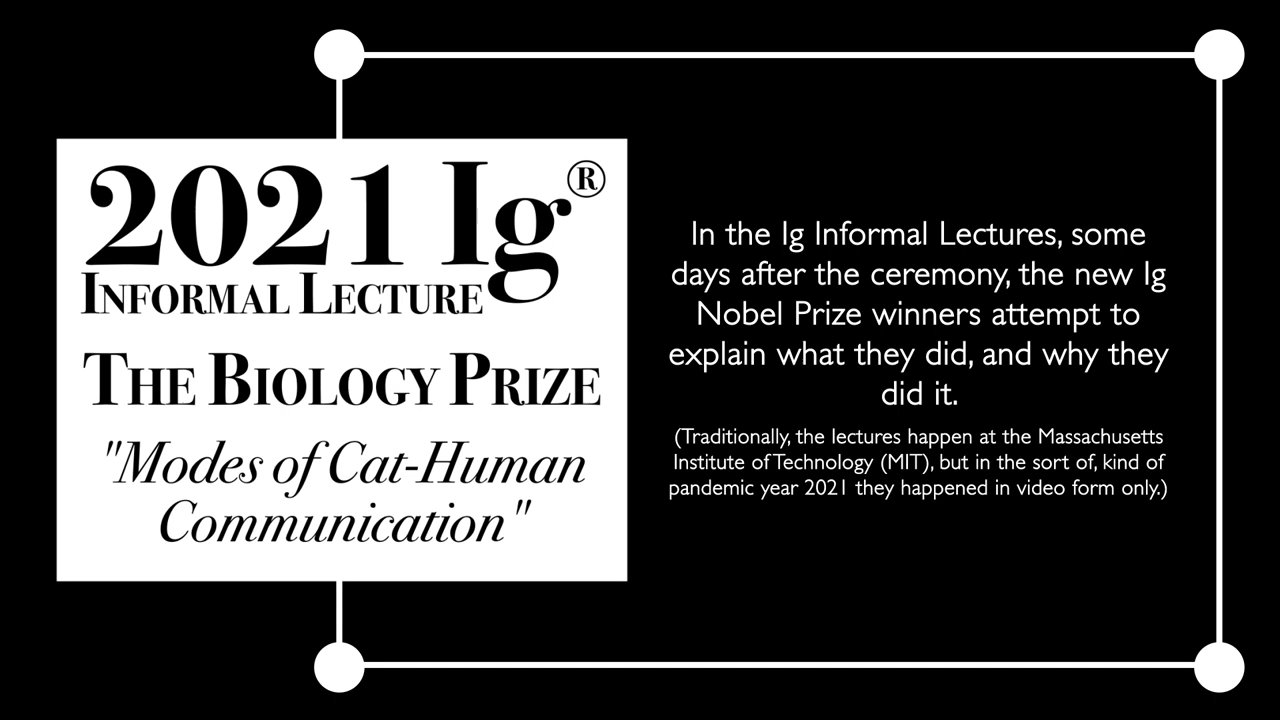 2021 Ig®
INFORMAL LECTURE
THE BIOLOGY PRIZE
"Modes of Cat-Human
Communication"
In the Ig Informal Lectures, some
days after the ceremony, the new Ig
Nobel Prize winners attempt to
explain what they did, and why they
did it.
(Traditionally, the lectures happen at the Massachusetts
Institute of Technology (MIT), but in the sort of, kind of
pandemic year 2021 they happened in video form only.)